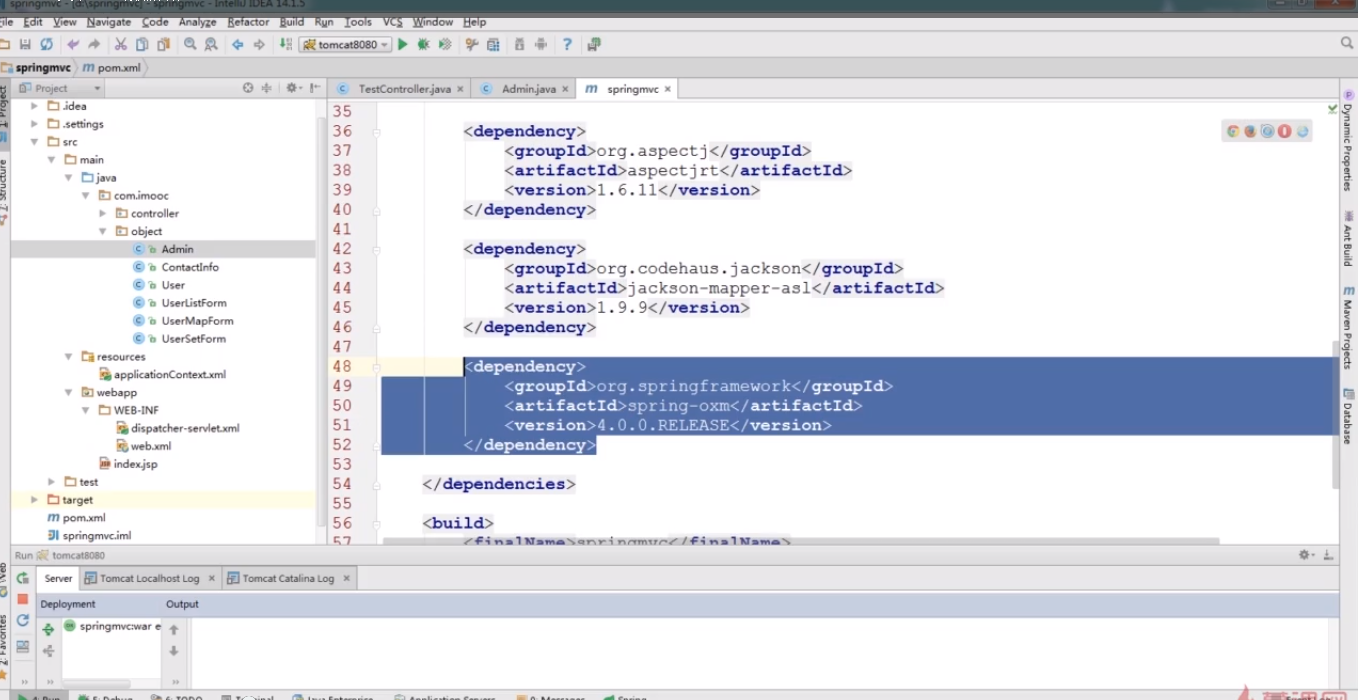 springmvc - [d:\springmvc] - springmvc - IntelliJ IDEA 14.1.5
File Edit View Navigate Code Analyze Refactor Build Run Tools VCS Window Help
tomcat8080
springmvc pom.xml
Project
TestController.java Admin.java springmvc
1: Project
Z: Structure
.idea
.settings
src
main
java
com.imooc
controller
object
Admin
ContactInfo
User
UserListForm
UserMapForm
UserSetForm
resources
applicationContext.xml
webapp
WEB-INF
dispatcher-servlet.xml
web.xml
index.jsp
test
target
pom.xml
springmvc.iml
35
36 <dependency>
37 <groupId>org.aspectj</groupId>
38 <artifactId>aspectjrt</artifactId>
39 <version>1.6.11</version>
40 </dependency>
41
42 <dependency>
43 <groupId>org.codehaus.jackson</groupId>
44 <artifactId>jackson-mapper-asl</artifactId>
45 <version>1.9.9</version>
46 </dependency>
47
48 <dependency>
49 <groupId>org.springframework</groupId>
50 <artifactId>spring-oxm</artifactId>
51 <version>4.0.0.RELEASE</version>
52 </dependency>
53
54 </dependencies>
55
56 <build>
57 <finalName>springmvc</finalName>
Dynamic Properties
Ant Build
Maven Projects
Database
Run tomcat8080
Server Tomcat Localhost Log Tomcat Catalina Log
Deployment Output
springmvc:war e
Web
2: Favorites
4: Run 5: Debug 6: TODO Terminal Java Enterprise Application Servers 0: Messages Spring